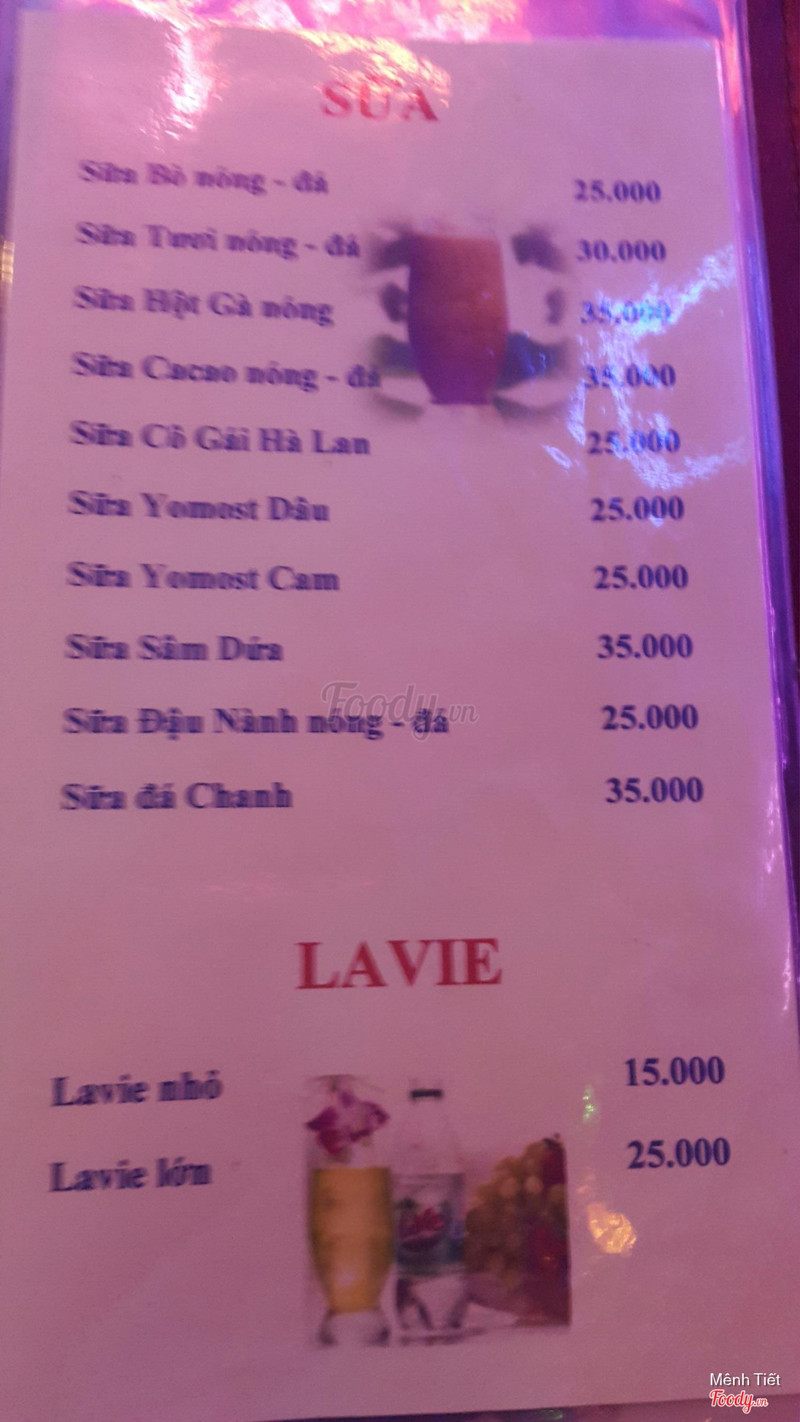 SỮA
Sữa Bò nóng - đá 25.000
Sữa Tươi nóng - đá 30.000
Sữa Hột Gà nóng 35.000
Sữa Cacao nóng - đá 35.000
Sữa Cô Gái Hà Lan 25.000
Sữa Yomost Dâu 25.000
Sữa Yomost Cam 25.000
Sữa Sâm Dứa 35.000
Foody.vn
Sữa Đậu Nành nóng - đá 25.000
Sữa đá Chanh 35.000
LAVIE
Lavie nhỏ 15.000
Lavie lớn 25.000
Mênh Tiết
Foody.vn